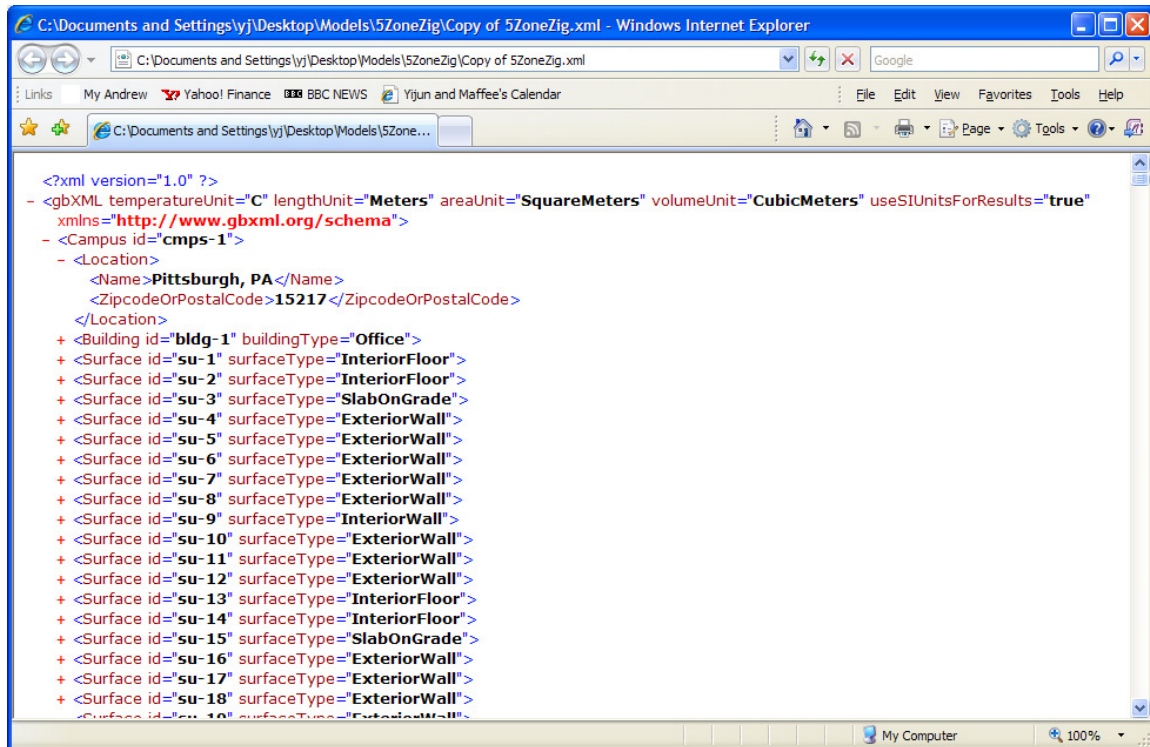 C:\Documents and Settings\yj\Desktop\Models\5ZoneZig\Copy of 5ZoneZig.xml - Windows Internet Explorer
C:\Documents and Settings\yj\Desktop\Models\5ZoneZig\Copy of 5ZoneZig.xml Google
Links My Andrew Yahoo! Finance BBC NEWS Yijun and Maffee's Calendar File Edit View Favorites Tools Help
C:\Documents and Settings\yj\Desktop\Models\5Zone... Page Tools
<?xml version="1.0" ?>
- <gbXML temperatureUnit="C" lengthUnit="Meters" areaUnit="SquareMeters" volumeUnit="CubicMeters" useSIUnitsForResults="true"
xmlns="http://www.gbxml.org/schema">
- <Campus id="cmps-1">
- <Location>
<Name>Pittsburgh, PA</Name>
<ZipcodeOrPostalCode>15217</ZipcodeOrPostalCode>
</Location>
+ <Building id="bldg-1" buildingType="Office">
+ <Surface id="su-1" surfaceType="InteriorFloor">
+ <Surface id="su-2" surfaceType="InteriorFloor">
+ <Surface id="su-3" surfaceType="SlabOnGrade">
+ <Surface id="su-4" surfaceType="ExteriorWall">
+ <Surface id="su-5" surfaceType="ExteriorWall">
+ <Surface id="su-6" surfaceType="ExteriorWall">
+ <Surface id="su-7" surfaceType="ExteriorWall">
+ <Surface id="su-8" surfaceType="ExteriorWall">
+ <Surface id="su-9" surfaceType="InteriorWall">
+ <Surface id="su-10" surfaceType="ExteriorWall">
+ <Surface id="su-11" surfaceType="ExteriorWall">
+ <Surface id="su-12" surfaceType="ExteriorWall">
+ <Surface id="su-13" surfaceType="InteriorFloor">
+ <Surface id="su-14" surfaceType="InteriorFloor">
+ <Surface id="su-15" surfaceType="SlabOnGrade">
+ <Surface id="su-16" surfaceType="ExteriorWall">
+ <Surface id="su-17" surfaceType="ExteriorWall">
+ <Surface id="su-18" surfaceType="ExteriorWall">
<Surface id="su-19" surfaceType="ExteriorWall">
My Computer 100%